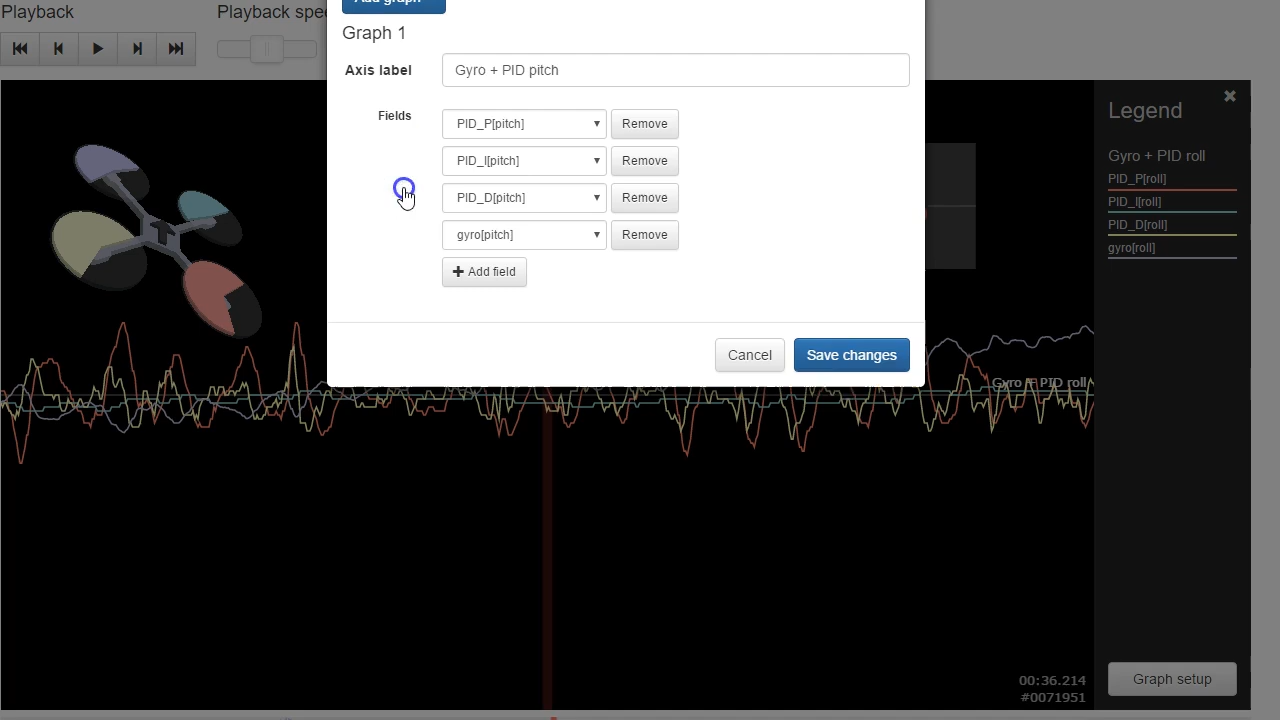 Playback
Playback spe
Add graph
Graph 1
Axis label
Gyro + PID pitch
Fields
PID_P[pitch]
Remove
PID_I[pitch]
Remove
PID_D[pitch]
Remove
gyro[pitch]
Remove
Add field
Cancel
Save changes
Legend
Gyro + PID roll
PID_P[roll]
PID_I[roll]
PID_D[roll]
gyro[roll]
Gyro + PID roll
00:36.214
#0071951
Graph setup